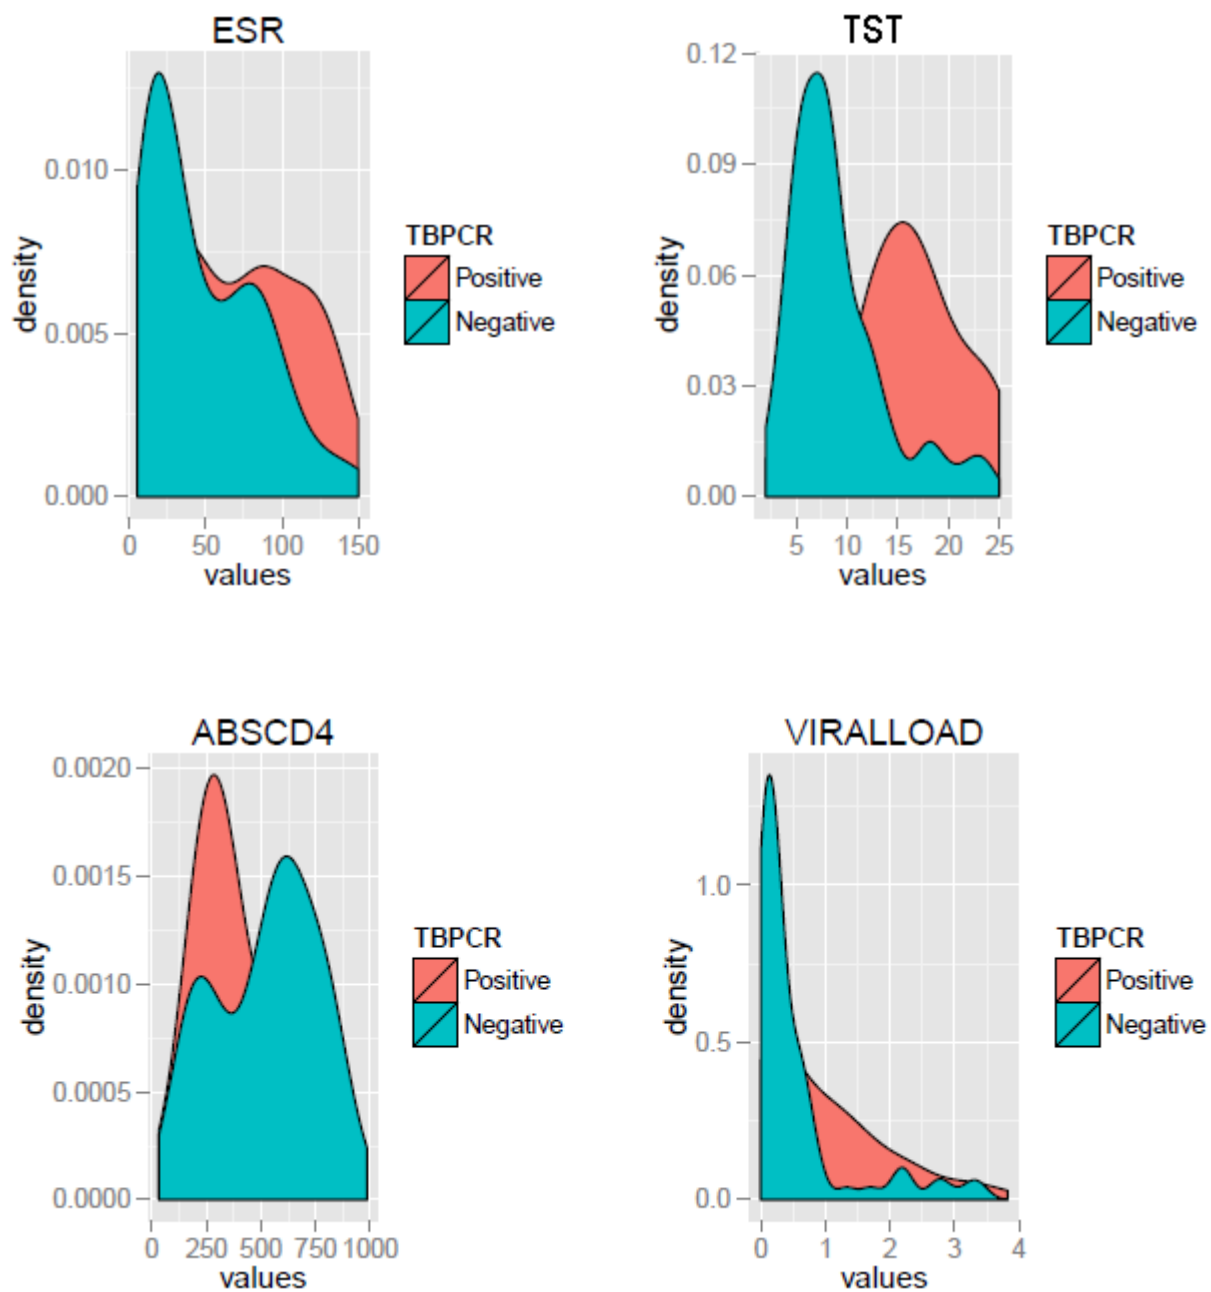 ESR
0.010
0.005
0.000
density
0 50 100 150
values
TBPCR
Positive
Negative
TST
0.12
0.09
0.06
0.03
0.00
density
5 10 15 20 25
values
TBPCR
Positive
Negative
ABSCD4
0.0020
0.0015
0.0010
0.0005
0.0000
density
0 250 500 750 1000
values
TBPCR
Positive
Negative
VIRALLOAD
1.0
0.5
0.0
density
0 1 2 3 4
values
TBPCR
Positive
Negative